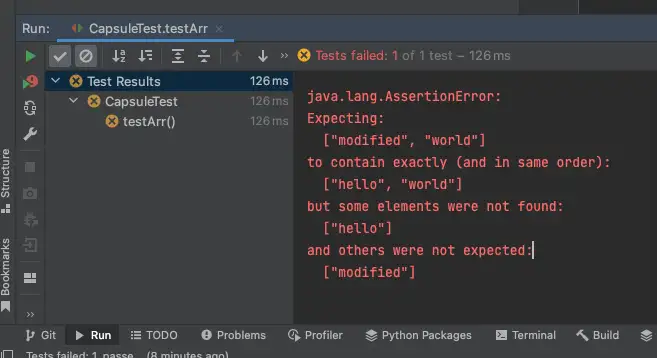 Run:
CapsuleTest.testArr
Tests failed: 1 of 1 test – 126 ms
Test Results 126 ms
CapsuleTest 126 ms
testArr() 126 ms
java.lang.AssertionError:
Expecting:
["modified", "world"]
to contain exactly (and in same order):
["hello", "world"]
but some elements were not found:
["hello"]
and others were not expected:
["modified"]
Structure
Bookmarks
Git Run TODO Problems Profiler Python Packages Terminal Build
Tests failed: 1, passe... (8 minutes ago)